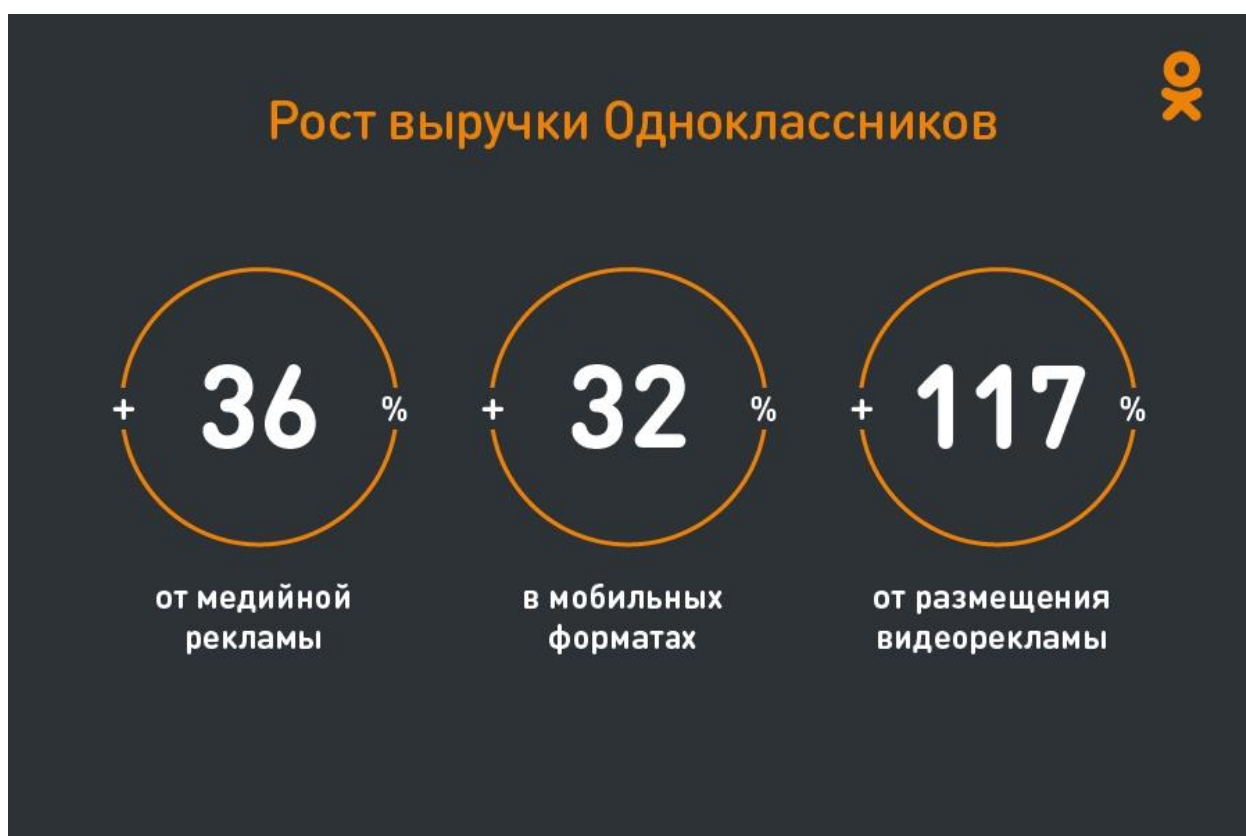 Рост выручки Одноклассников
+ 36 %
+ 32 %
+ 117 %
от медийной
рекламы
в мобильных
форматах
от размещения
видеорекламы